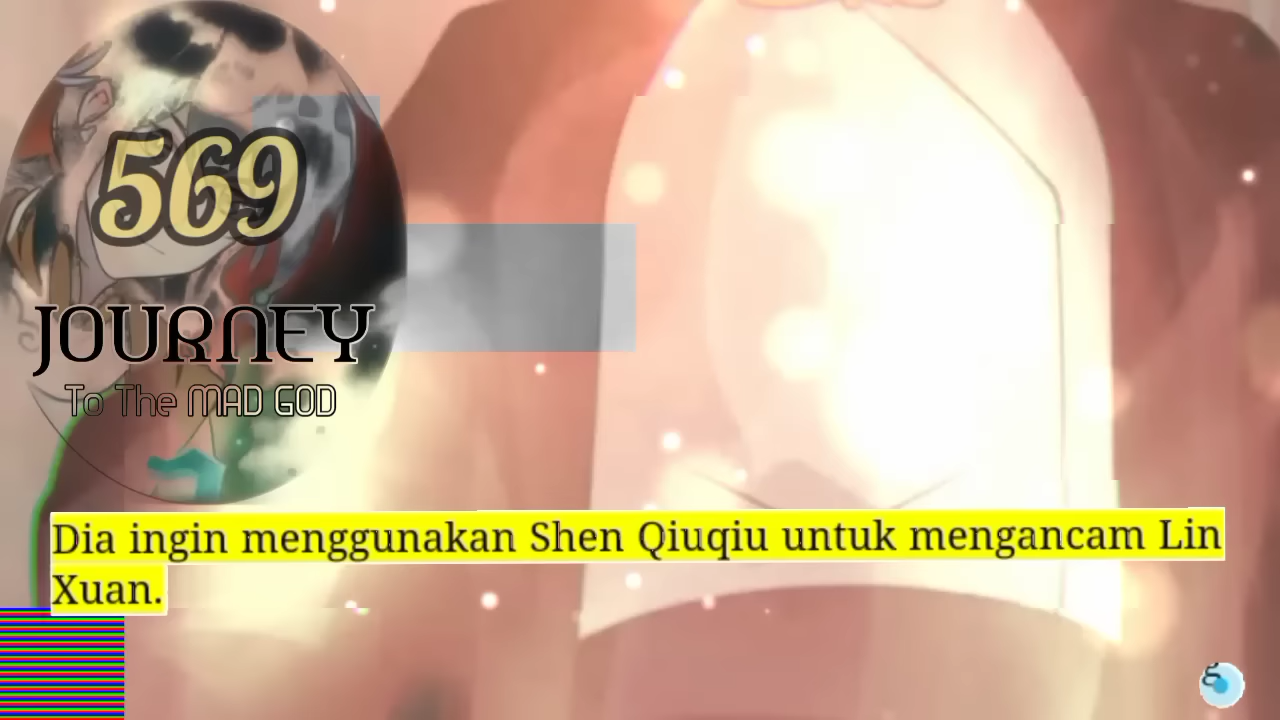 569
JOURNEY
To The MAD GOD
Dia ingin menggunakan Shen Qiuqiu untuk mengancam Lin
Xuan.